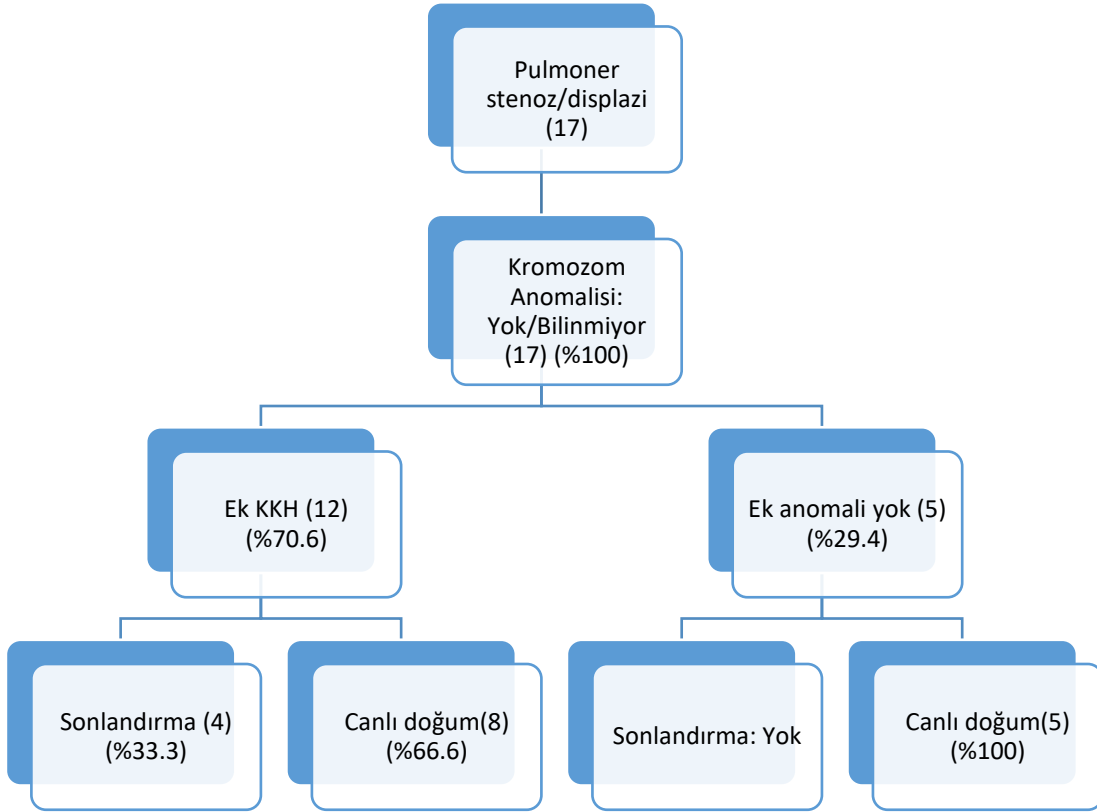 Pulmoner
stenoz/displazi
(17)
Kromozom
Anomalisi:
Yok/Bilinmiyor
(17) (%100)
Ek KKH (12)
(%70.6)
Ek anomali yok (5)
(%29.4)
Sonlandırma (4)
(%33.3)
Canlı doğum(8)
(%66.6)
Sonlandırma: Yok
Canlı doğum(5)
(%100)